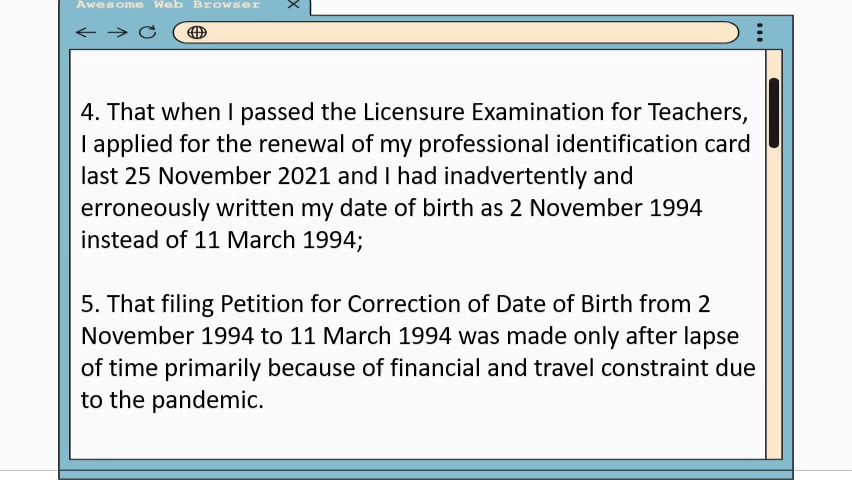 Awesome Web Browser
4. That when I passed the Licensure Examination for Teachers,
I applied for the renewal of my professional identification card
last 25 November 2021 and I had inadvertently and
erroneously written my date of birth as 2 November 1994
instead of 11 March 1994;
5. That filing Petition for Correction of Date of Birth from 2
November 1994 to 11 March 1994 was made only after lapse
of time primarily because of financial and travel constraint due
to the pandemic.